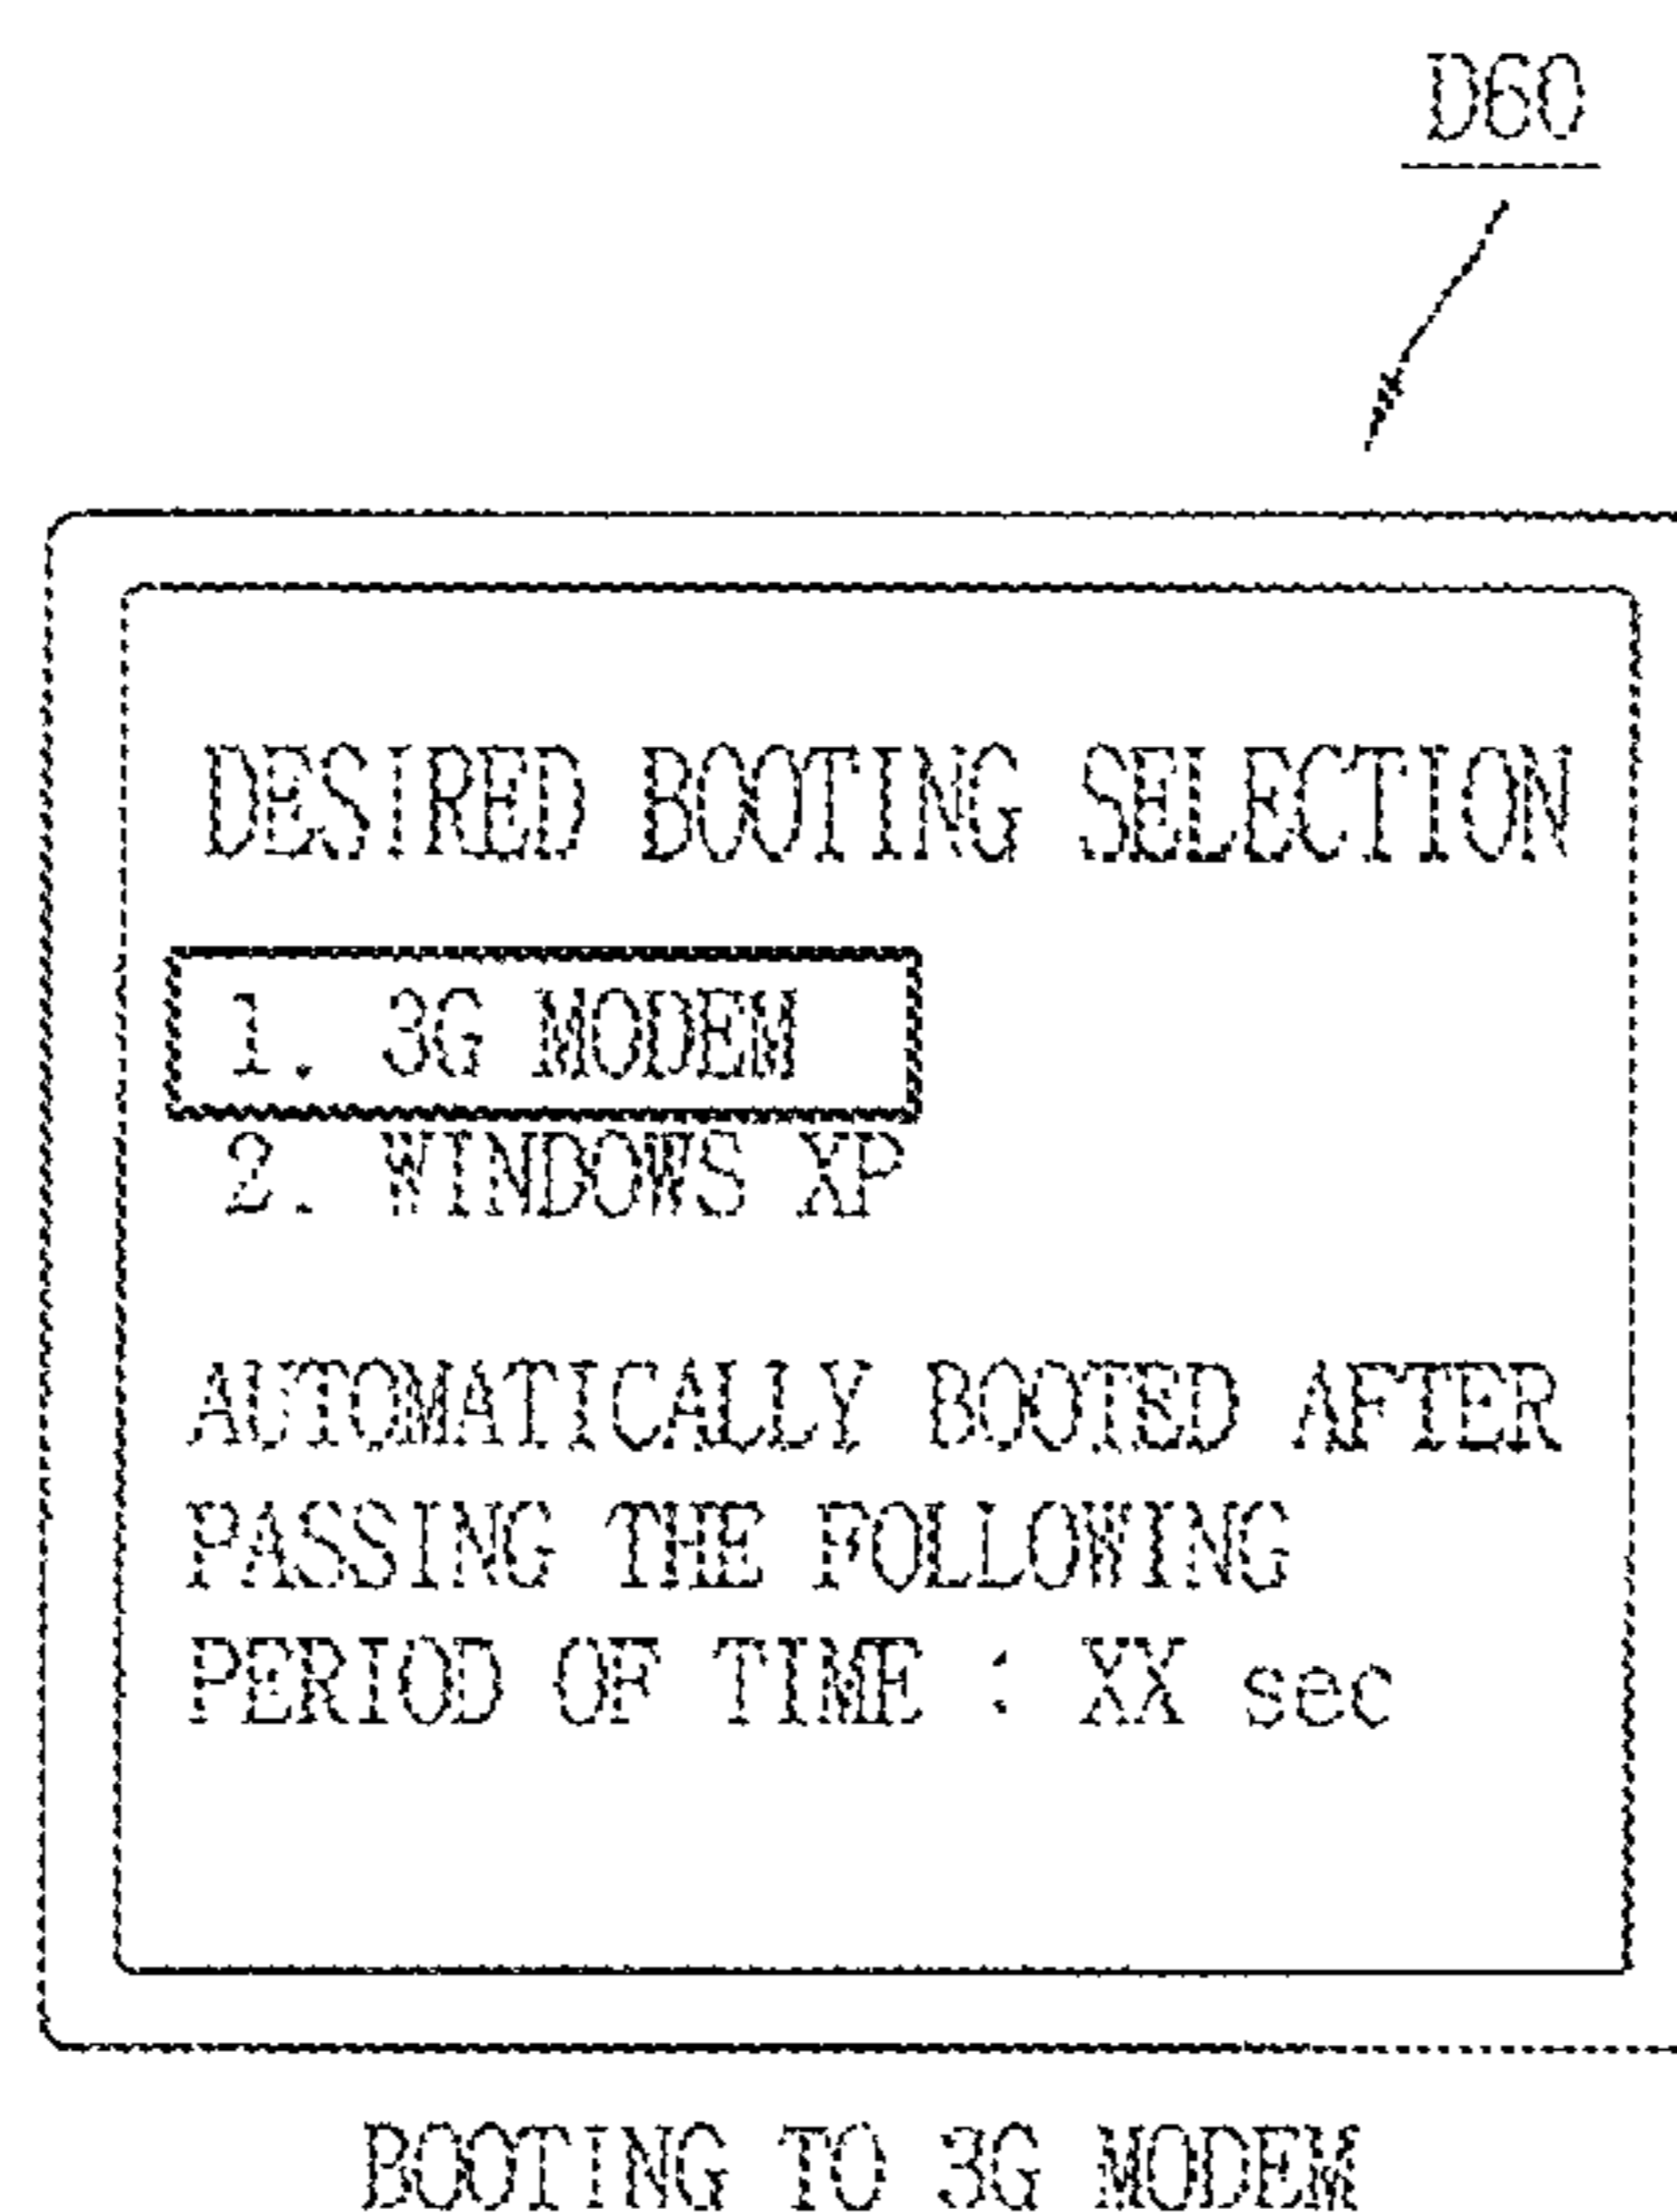 D60
DESIRED BOOTING SELECTION
1. 3G MODEM
2. WINDOWS XP
AUTOMATICALLY BOOTED AFTER
PASSING THE FOLLOWING
PERIOD OF TIME : XX sec
BOOTING TO 3G MODEM